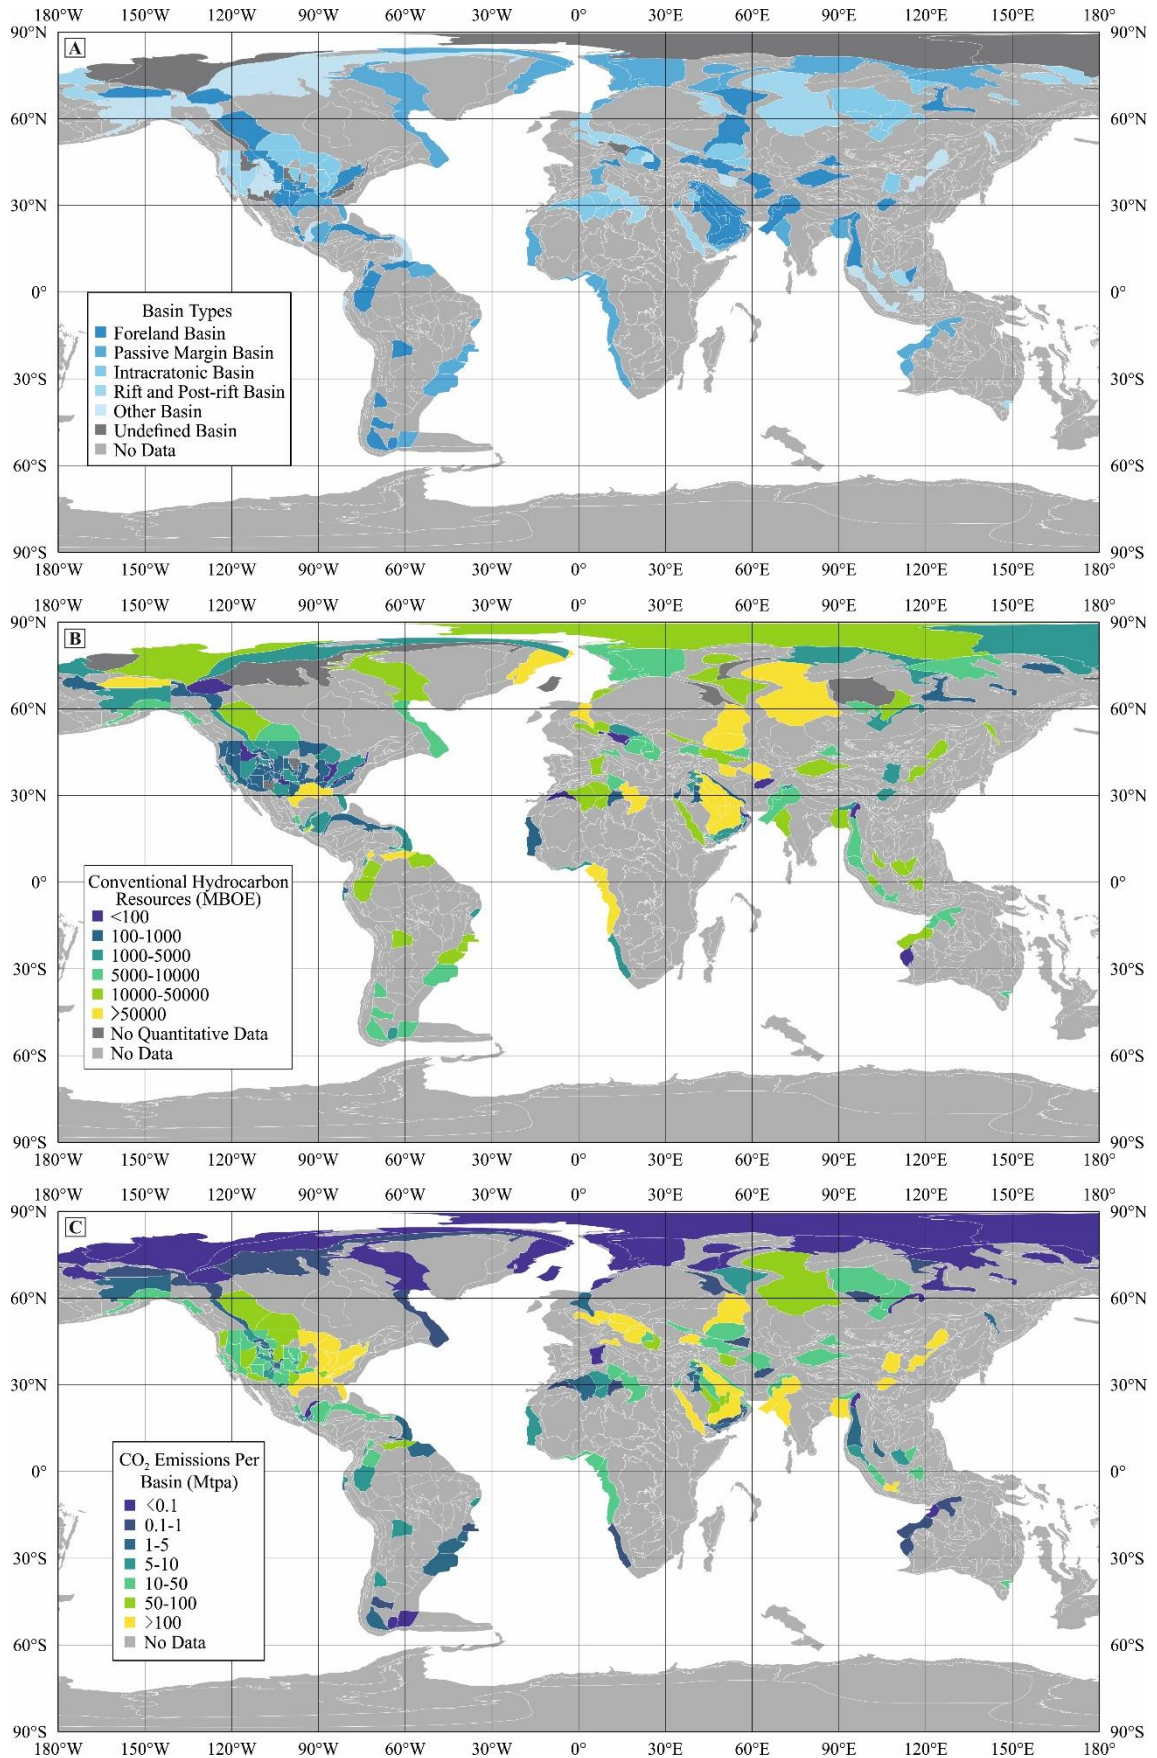 180° 150°W 120°W 90°W 60°W 30°W 0° 30°E 60°E 90°E 120°E 150°E 180°
90°N A 90°N
60°N 60°N
30°N 30°N
0° 0°
Basin Types
Foreland Basin
Passive Margin Basin
Intracratonic Basin
30°S 30°S
Rift and Post-rift Basin
Other Basin
Undefined Basin
No Data
60°S 60°S
90°S 90°S
180°W 150°W 120°W 90°W 60°W 30°W 0° 30°E 60°E 90°E 120°E 150°E 180°
180°W 150°W 120°W 90°W 60°W 30°W 0° 30°E 60°E 90°E 120°E 150°E 180°
90°N B 90°N
60°N 60°N
30°N 30°N
0° 0°
Conventional Hydrocarbon
Resources (MBOE)
<100
100-1000
1000-5000
5000-10000
30°S 30°S
10000-50000
>50000
No Quantitative Data
No Data
60°S 60°S
90°S 90°S
180°W 150°W 120°W 90°W 60°W 30°W 0° 30°E 60°E 90°E 120°E 150°E 180°
180°W 150°W 120°W 90°W 60°W 30°W 0° 30°E 60°E 90°E 120°E 150°E 180°
90°N C 90°N
60°N 60°N
30°N 30°N
0° 0°
CO₂ Emissions Per
Basin (Mtpa)
<0.1
0.1-1
1-5
30°S 30°S
5-10
10-50
50-100
>100
No Data
60°S 60°S
90°S 90°S
180°W 150°W 120°W 90°W 60°W 30°W 0° 30°E 60°E 90°E 120°E 150°E 180°